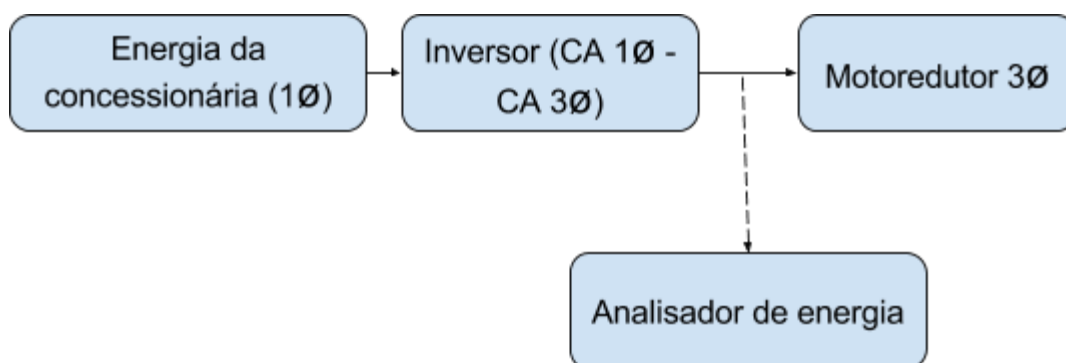 Energia da
concessionária (1Ø)
Inversor (CA 1Ø -
CA 3Ø)
Motoredutor 3Ø
Analisador de energia